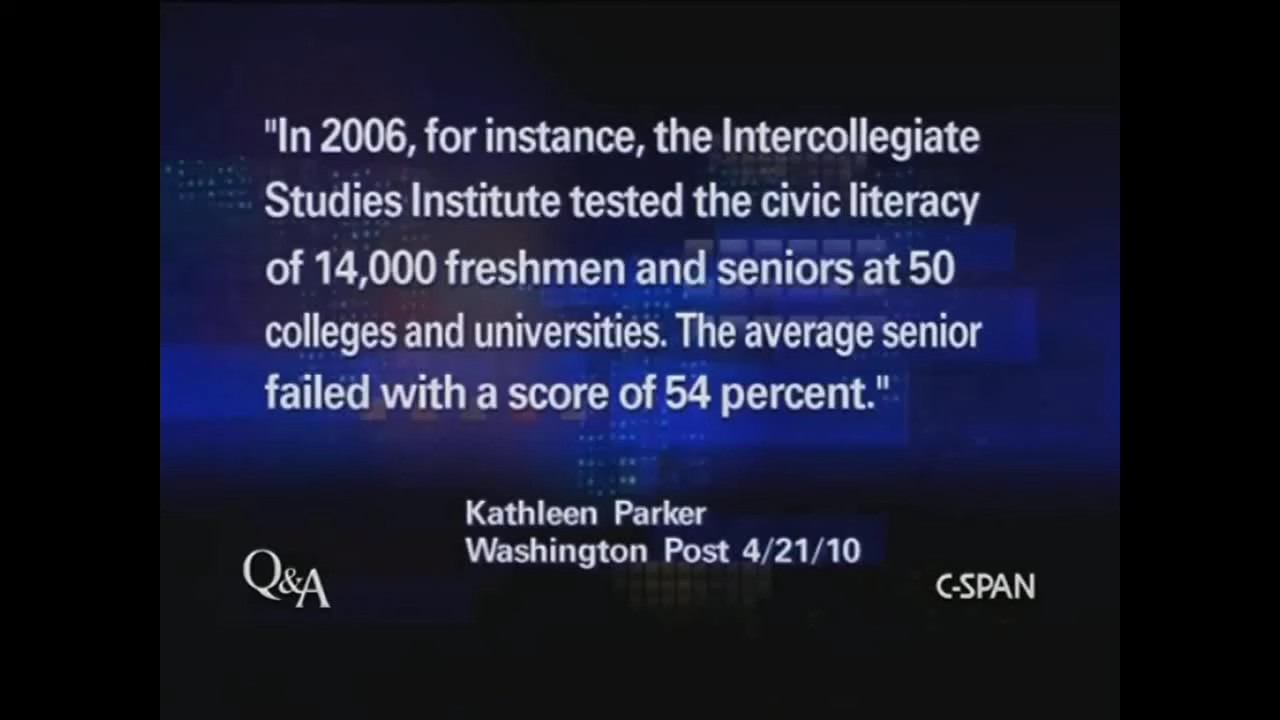 "In 2006, for instance, the Intercollegiate
Studies Institute tested the civic literacy
of 14,000 freshmen and seniors at 50
colleges and universities. The average senior
failed with a score of 54 percent."
Kathleen Parker
Washington Post 4/21/10
Q&A
C-SPAN